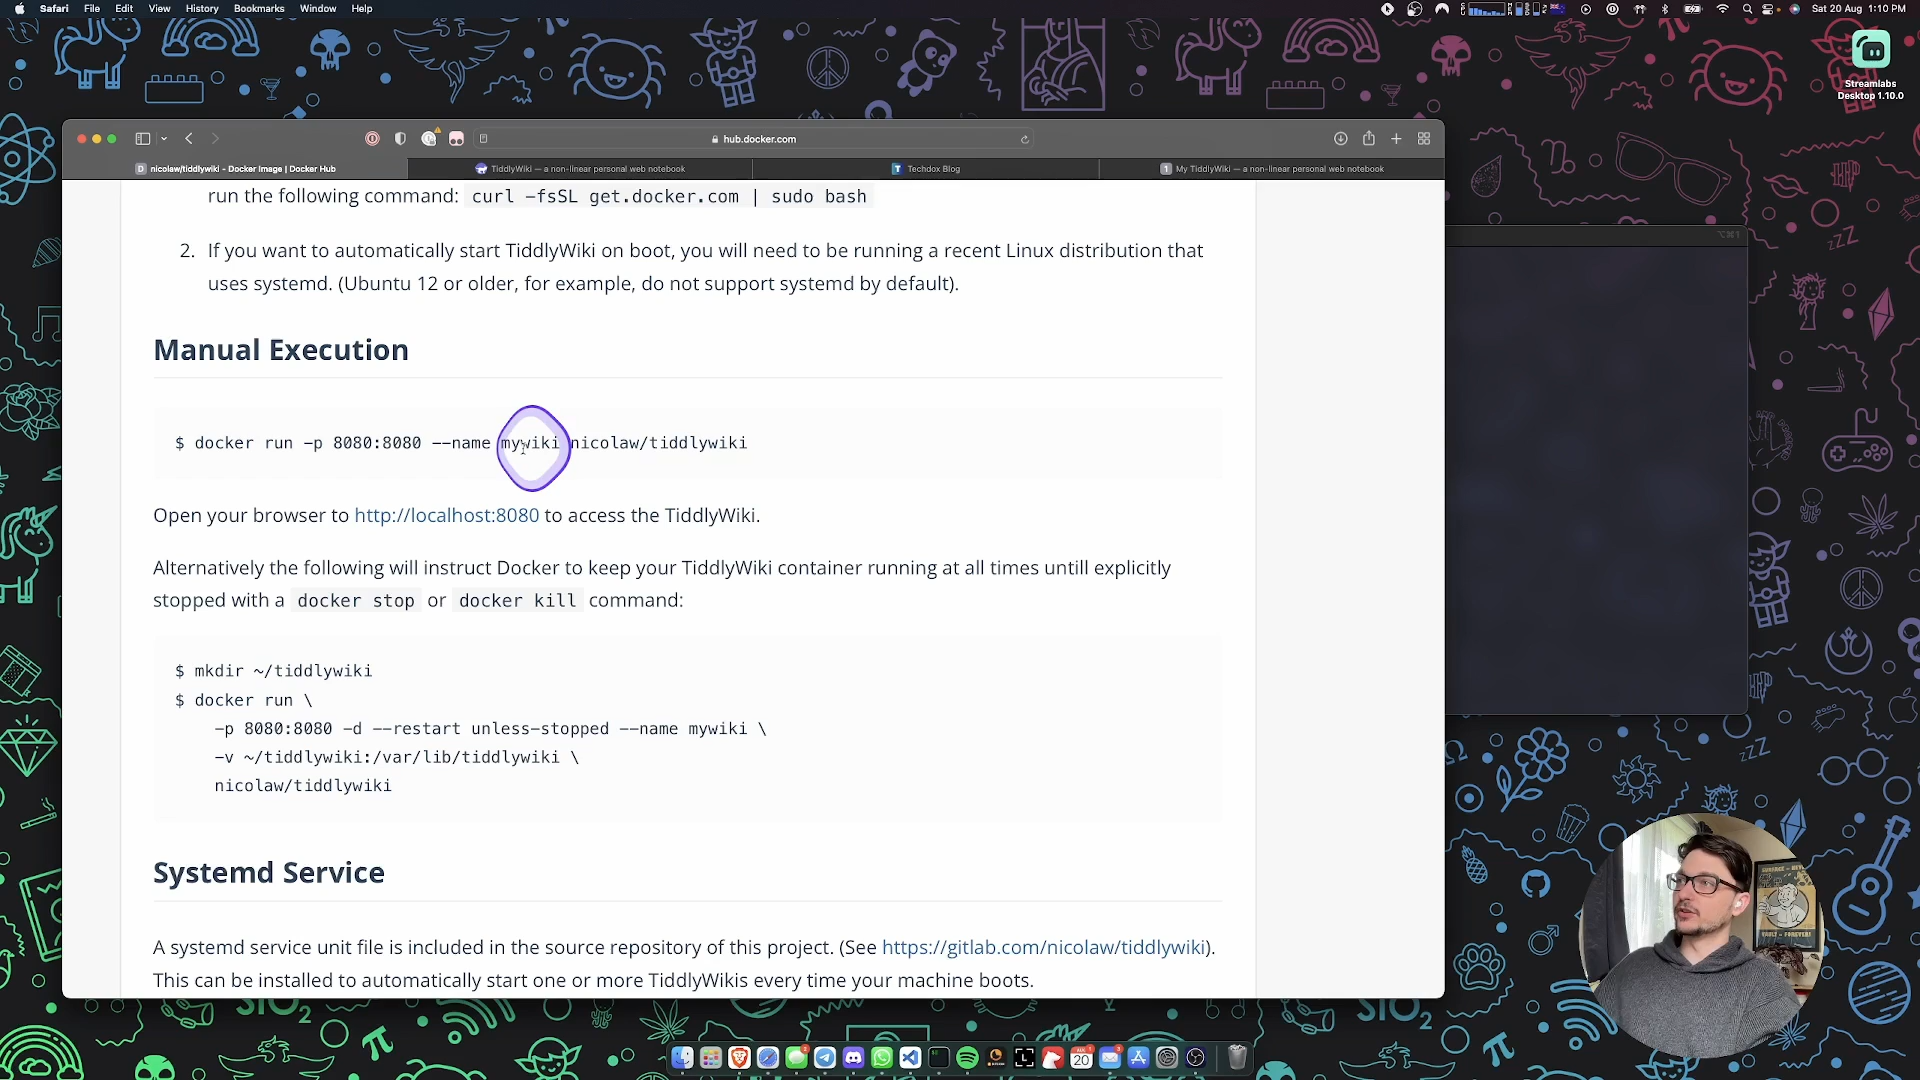 Safari File Edit View History Bookmarks Window Help
Sat 20 Aug 1:10 PM
Streamlabs
Desktop 1.10.0
hub.docker.com
nicolaw/tiddlywiki - Docker Image | Docker Hub
TiddlyWiki — a non-linear personal web notebook
Techdox Blog
My TiddlyWiki — a non-linear personal web notebook
run the following command: curl -fsSL get.docker.com | sudo bash
2. If you want to automatically start TiddlyWiki on boot, you will need to be running a recent Linux distribution that
uses systemd. (Ubuntu 12 or older, for example, do not support systemd by default).
Manual Execution
$ docker run -p 8080:8080 --name mywiki nicolaw/tiddlywiki
Open your browser to http://localhost:8080 to access the TiddlyWiki.
Alternatively the following will instruct Docker to keep your TiddlyWiki container running at all times untill explicitly
stopped with a docker stop or docker kill command:
$ mkdir ~/tiddlywiki
$ docker run \
-p 8080:8080 -d --restart unless-stopped --name mywiki \
-v ~/tiddlywiki:/var/lib/tiddlywiki \
nicolaw/tiddlywiki
Systemd Service
A systemd service unit file is included in the source repository of this project. (See https://gitlab.com/nicolaw/tiddlywiki).
This can be installed to automatically start one or more TiddlyWikis every time your machine boots.
⌥⌘1